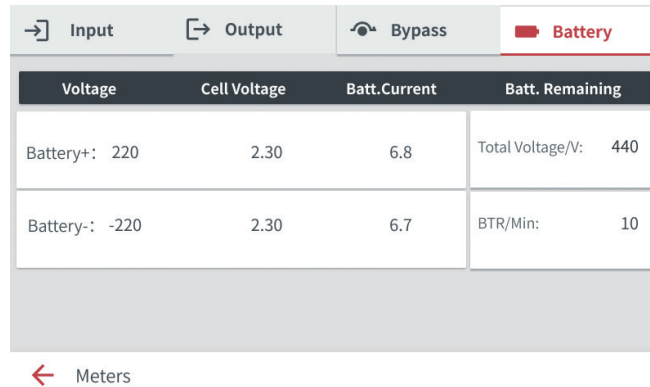 Input Output Bypass Battery
Voltage Cell Voltage Batt.Current Batt. Remaining
Battery+: 220 2.30 6.8 Total Voltage/V: 440
Battery-: -220 2.30 6.7 BTR/Min: 10
Meters